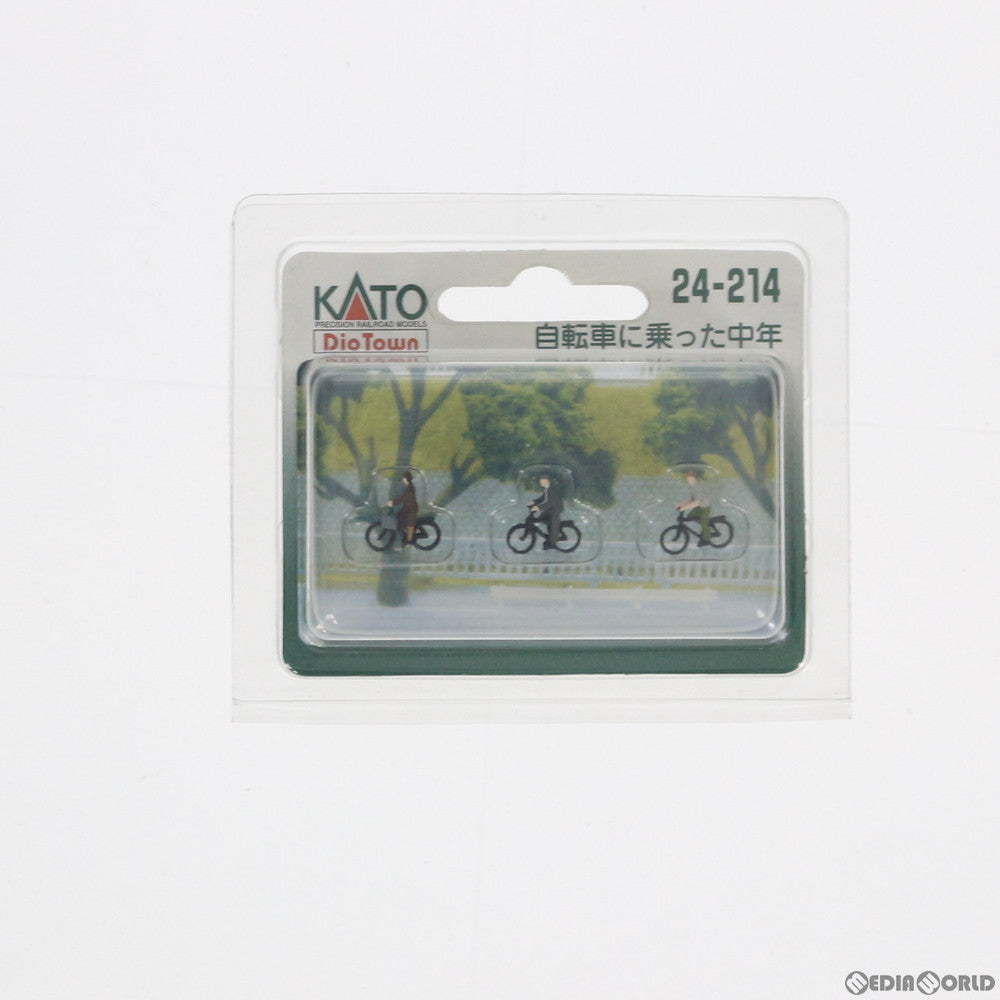 KATO
PRECISION RAILROAD MODELS
DioTown
24-214
自転車に乗った中年
MEDIAWORLD